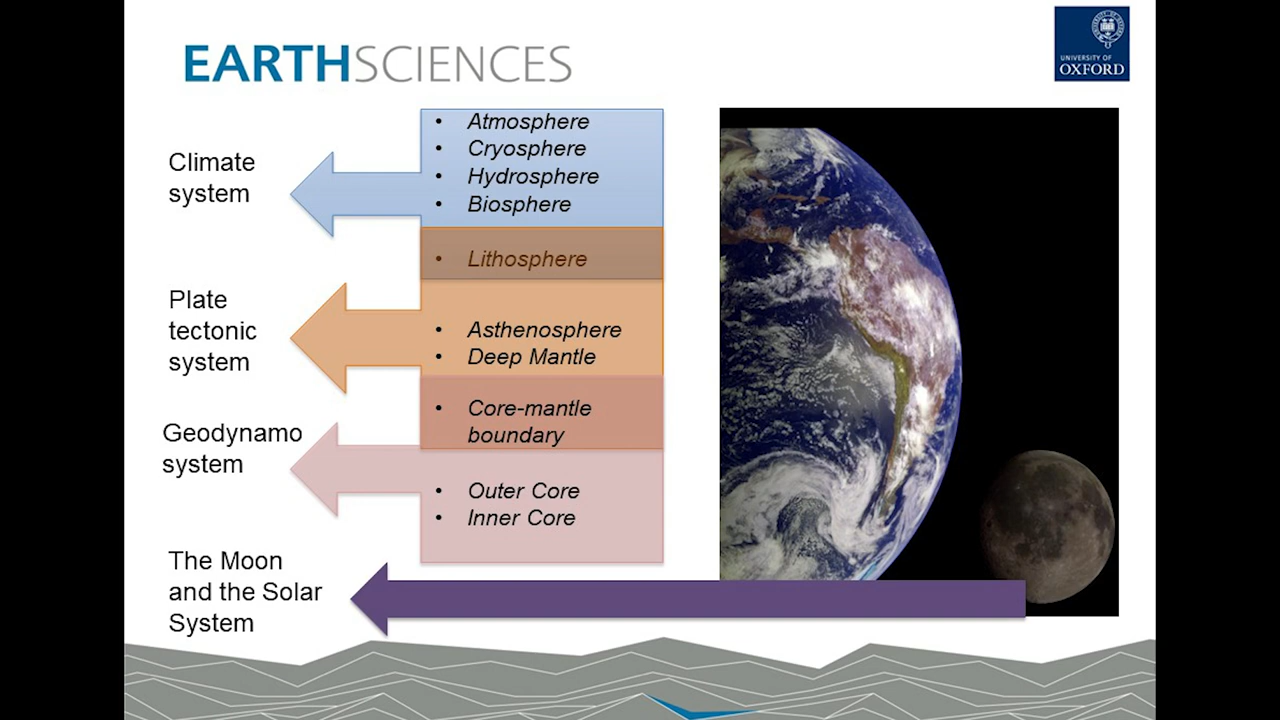 EARTHSCIENCES
UNIVERSITY OF
OXFORD
Climate
system
• Atmosphere
• Cryosphere
• Hydrosphere
• Biosphere
• Lithosphere
Plate
tectonic
system
• Asthenosphere
• Deep Mantle
• Core-mantle
boundary
Geodynamo
system
• Outer Core
• Inner Core
The Moon
and the Solar
System